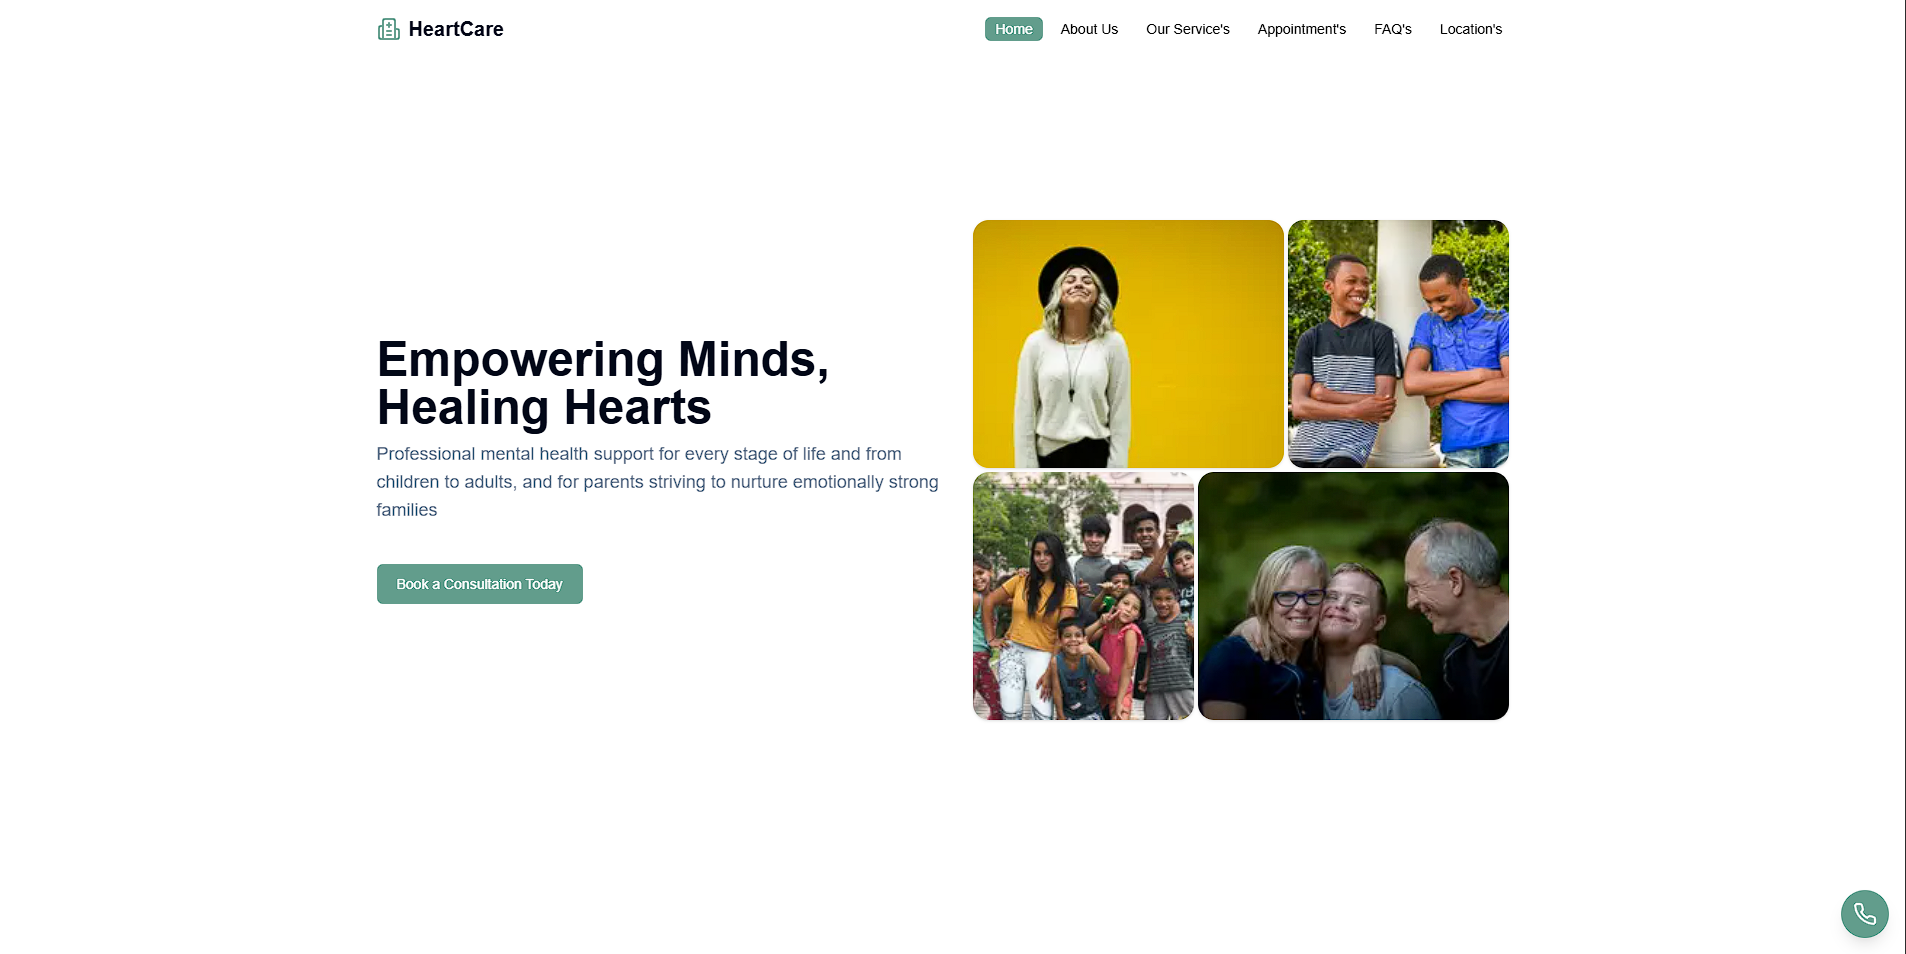 HeartCare
Home About Us Our Service's Appointment's FAQ's Location's
Empowering Minds,
Healing Hearts
Professional mental health support for every stage of life and from
children to adults, and for parents striving to nurture emotionally strong
families
Book a Consultation Today